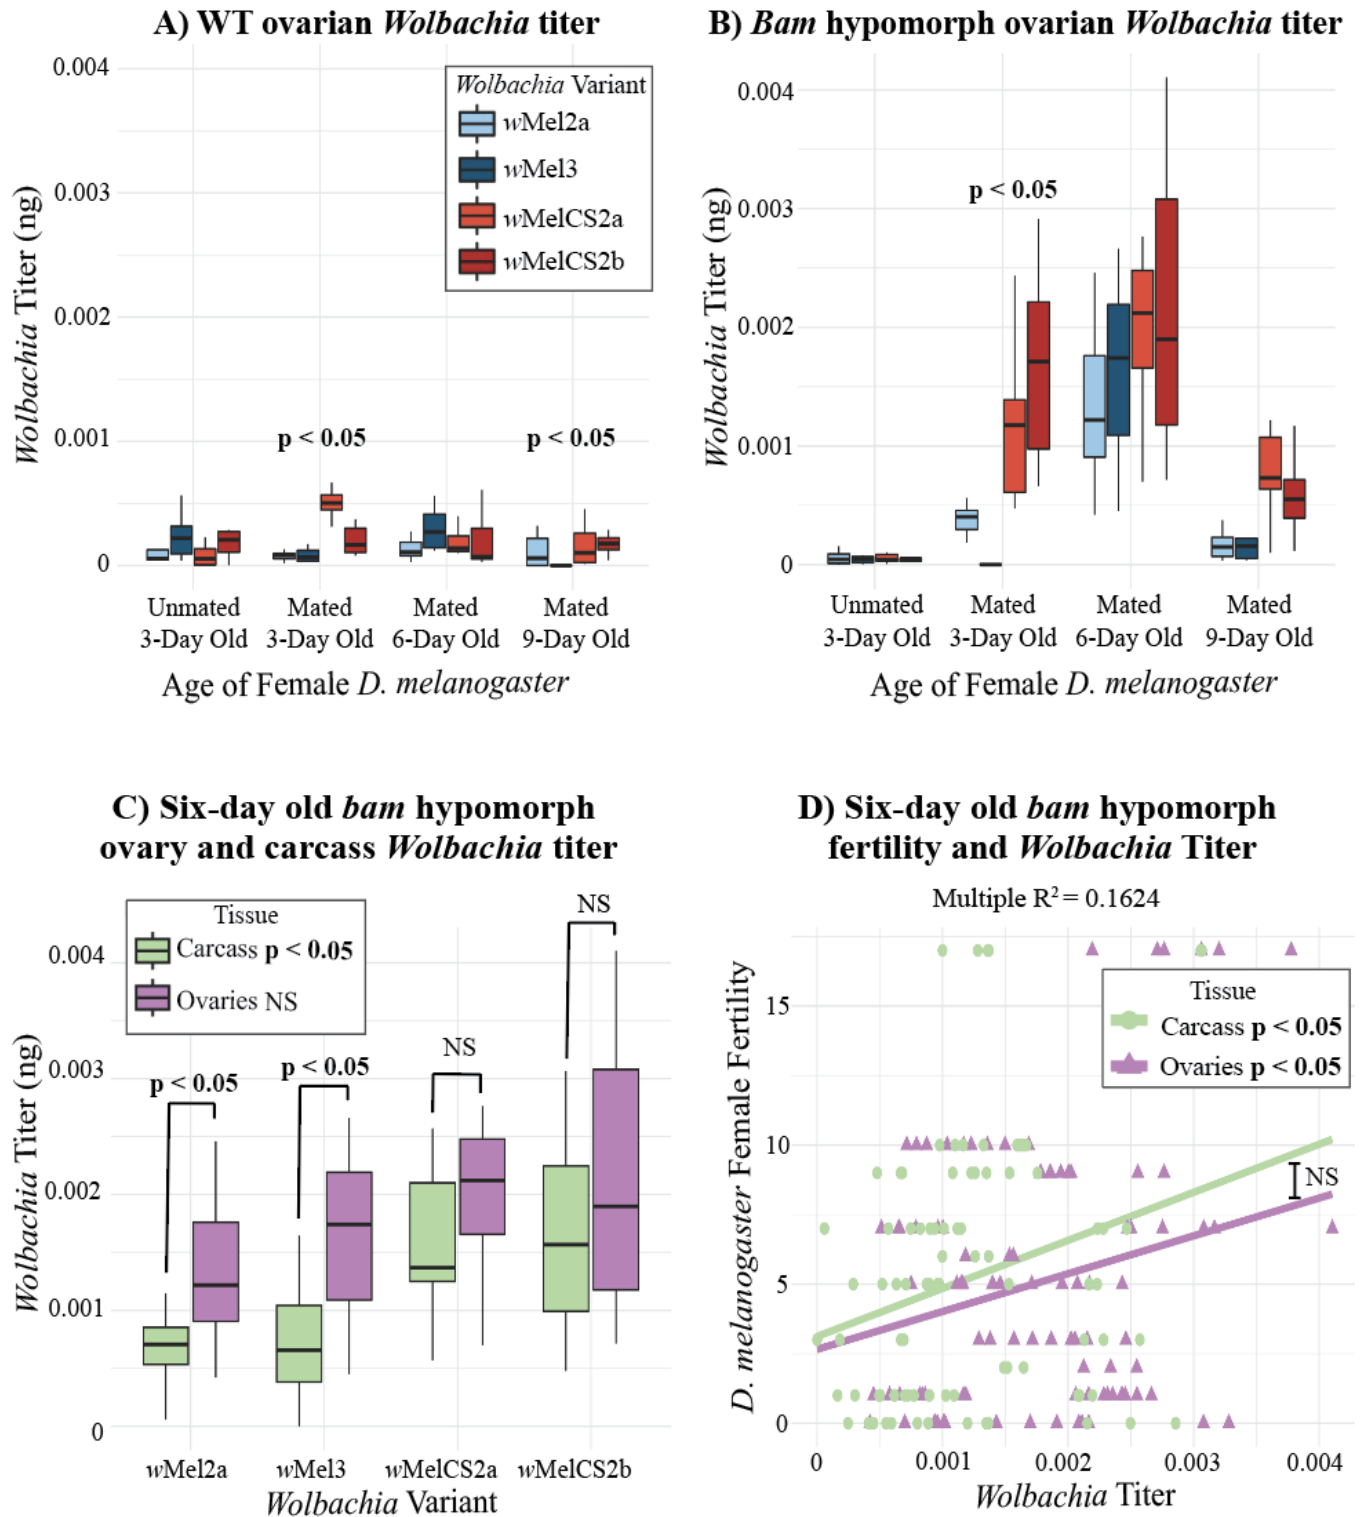 A) WT ovarian Wolbachia titer
0.004
0.003
0.002
0.001
0
Wolbachia Titer (ng)
Wolbachia Variant
wMel2a
wMel3
wMelCS2a
wMelCS2b
p < 0.05
p < 0.05
Unmated
3-Day Old
Mated
3-Day Old
Mated
6-Day Old
Mated
9-Day Old
Age of Female D. melanogaster
B) Bam hypomorph ovarian Wolbachia titer
0.004
0.003
0.002
0.001
0
Wolbachia Titer (ng)
p < 0.05
Unmated
3-Day Old
Mated
3-Day Old
Mated
6-Day Old
Mated
9-Day Old
Age of Female D. melanogaster
C) Six-day old bam hypomorph
ovary and carcass Wolbachia titer
Tissue
Carcass p < 0.05
Ovaries NS
0.004
0.003
0.002
0.001
0
Wolbachia Titer (ng)
p < 0.05
p < 0.05
NS
NS
wMel2a
wMel3
wMelCS2a
wMelCS2b
Wolbachia Variant
D) Six-day old bam hypomorph
fertility and Wolbachia Titer
Multiple R² = 0.1624
Tissue
Carcass p < 0.05
Ovaries p < 0.05
15
10
5
0
D. melanogaster Female Fertility
NS
0
0.001
0.002
0.003
0.004
Wolbachia Titer